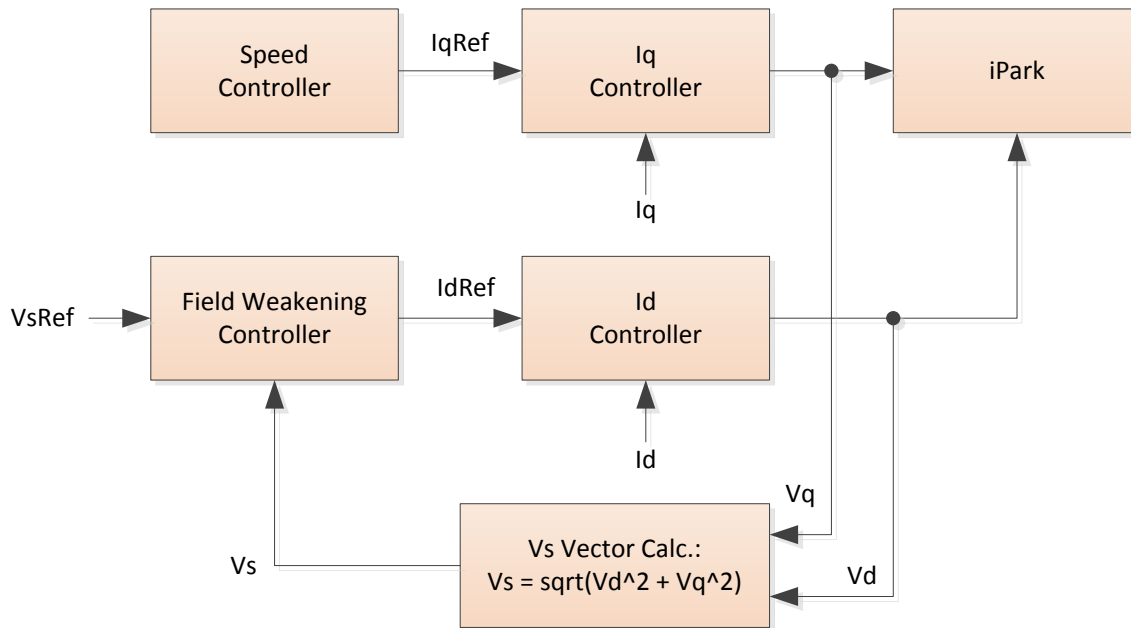 Speed
Controller
IqRef
Iq
Controller
iPark
Iq
VsRef
Field Weakening
Controller
IdRef
Id
Controller
Id
Vq
Vs
Vs Vector Calc.:
Vs = sqrt(Vd^2 + Vq^2)
Vd